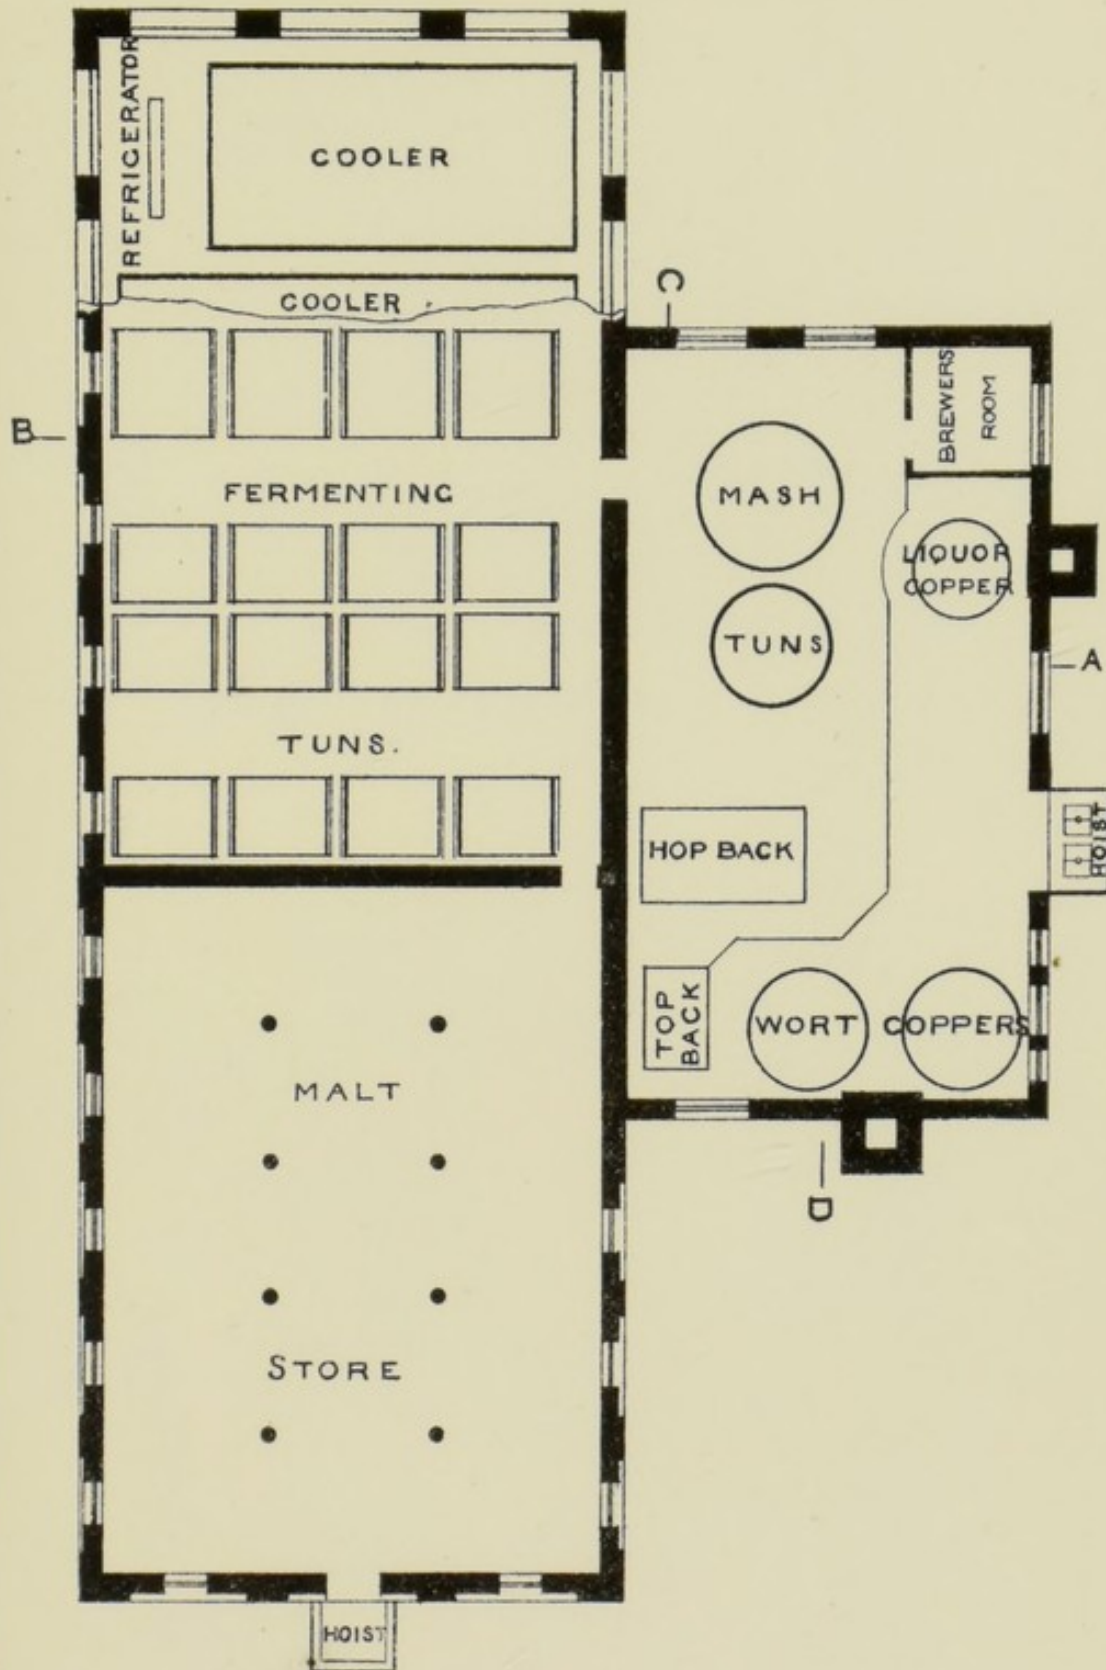 REFRIGERATOR
COOLER
COOLER
C
B
BREWERS
ROOM
FERMENTING
MASH
LIQUOR
COPPER
TUNS
A
TUNS.
HOIST
HOP BACK
TOP
BACK
WORT
COPPERS
MALT
D
STORE
HOIST